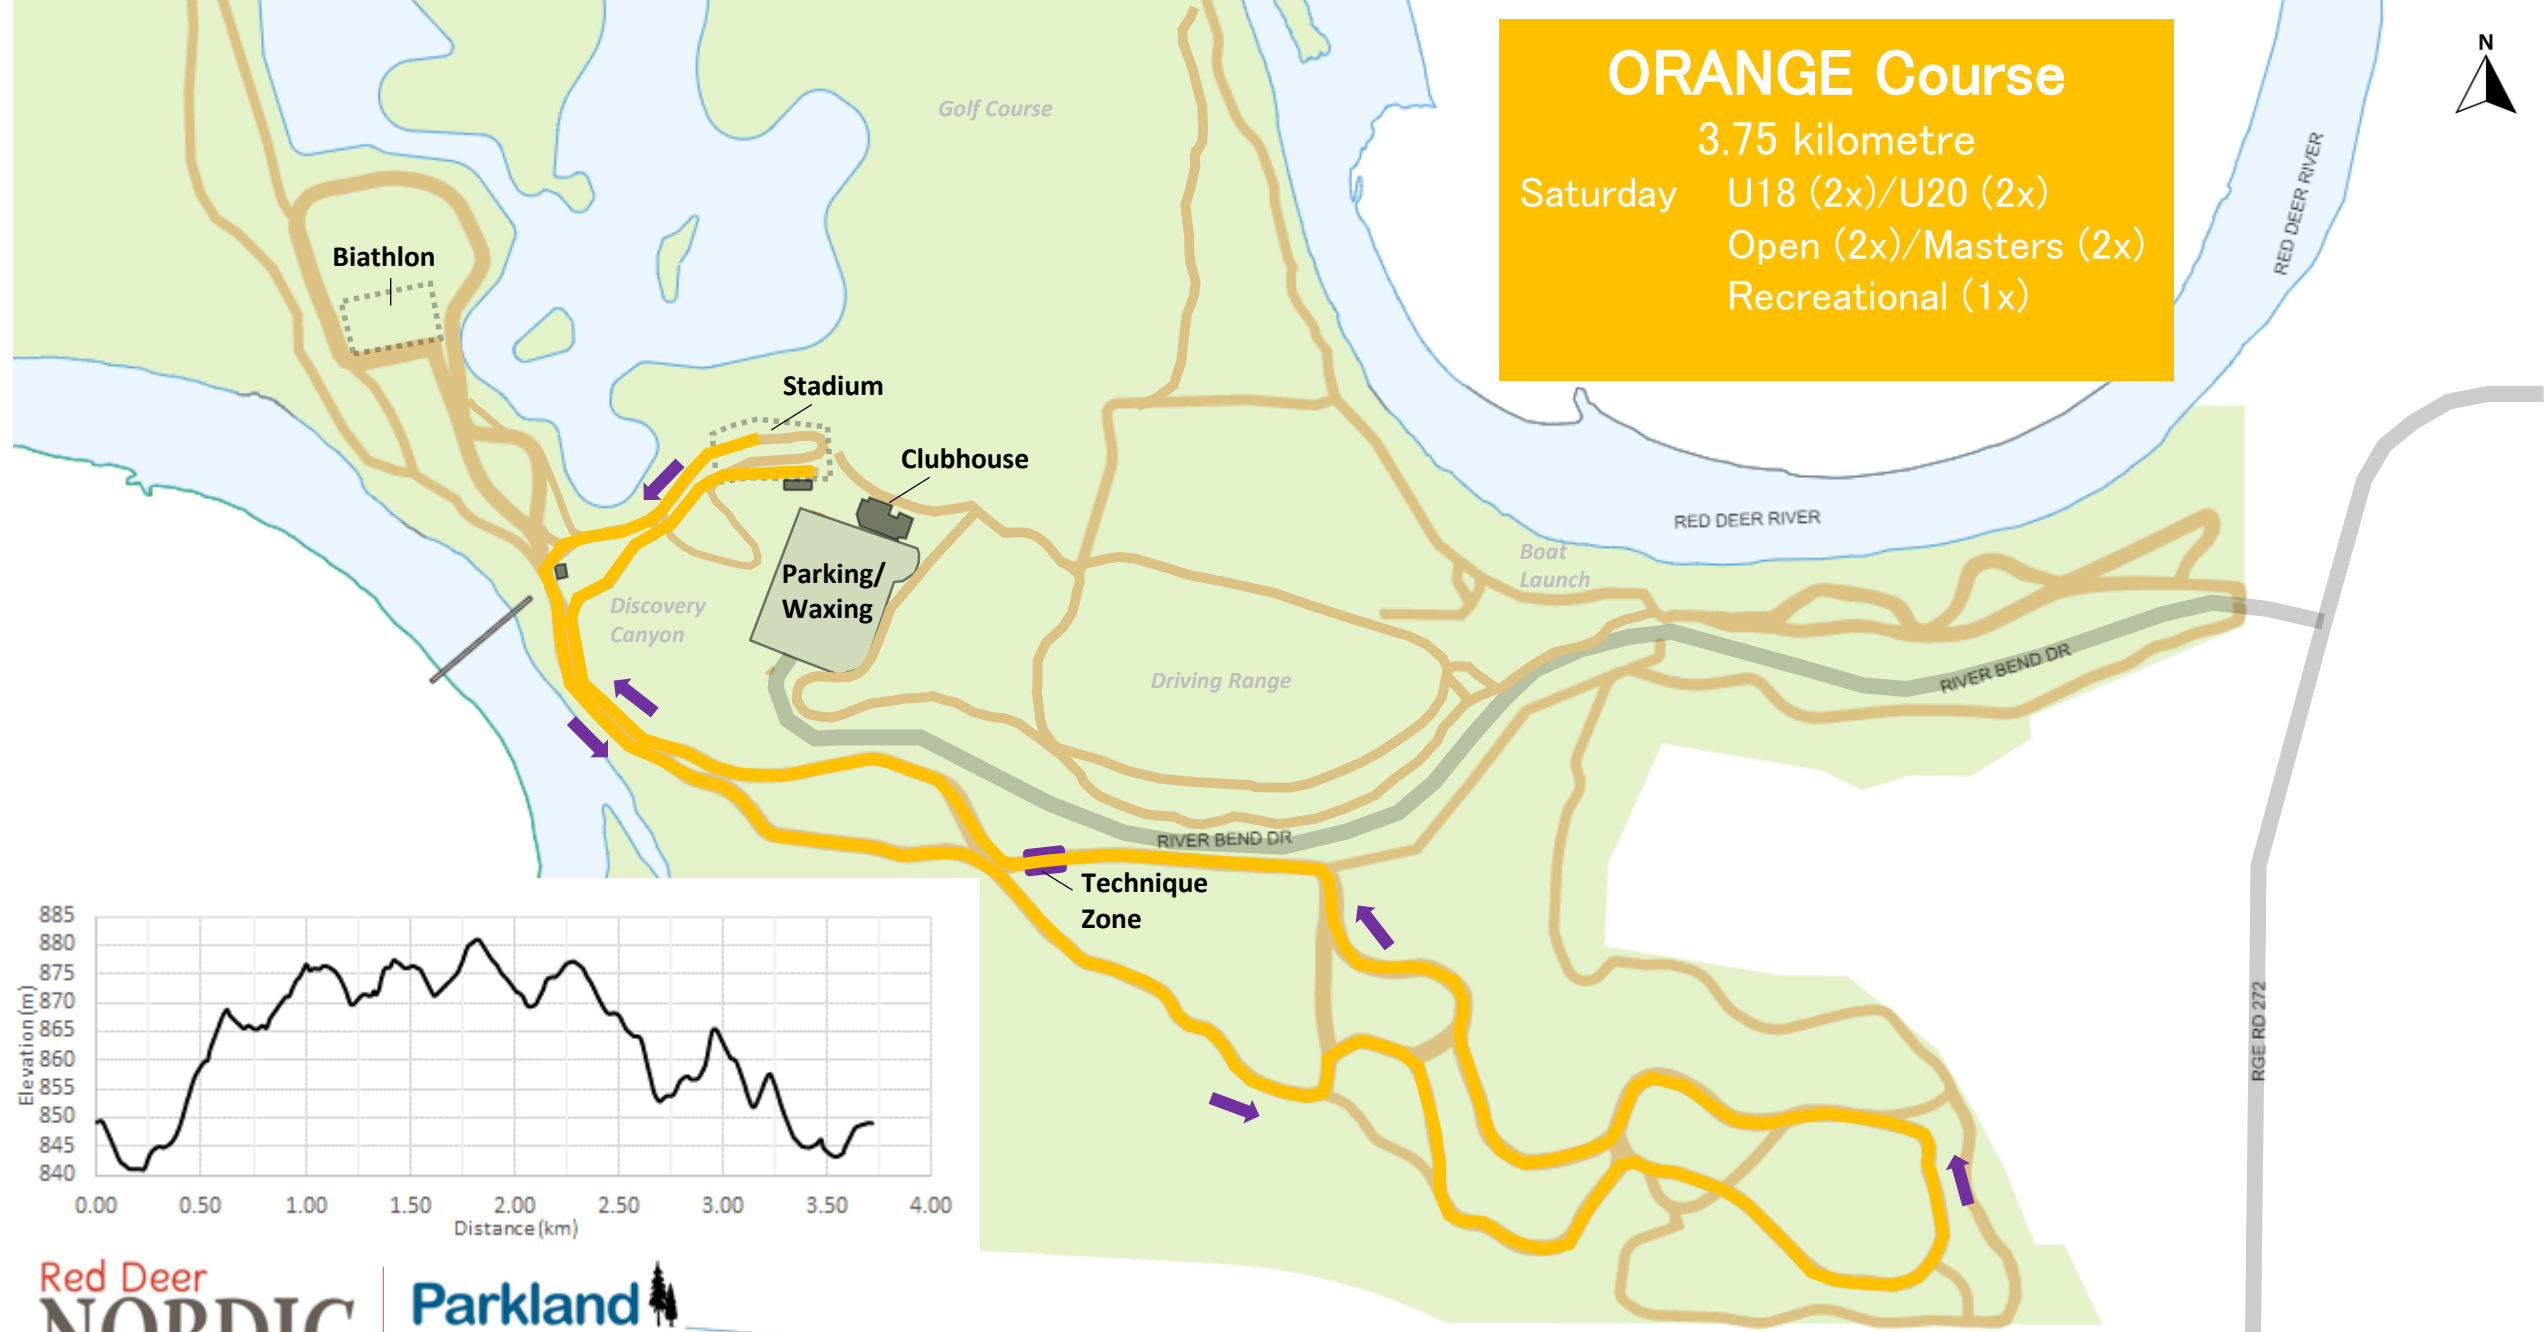 ORANGE Course
3.75 kilometre
Saturday U18 (2x)/U20 (2x)
Open (2x)/Masters (2x)
Recreational (1x)
N
RED DEER RIVER
Golf Course
Biathlon
Stadium
Clubhouse
RED DEER RIVER
Boat
Launch
Parking/
Waxing
Discovery
Canyon
Driving Range
RIVER BEND DR
RIVER BEND DR
Technique
Zone
RGE RD 272
885
880
875
870
865
860
855
850
845
840
Elevation (m)
0.00 0.50 1.00 1.50 2.00 2.50 3.00 3.50 4.00
Distance (km)
Red Deer
NORDIC
Parkland